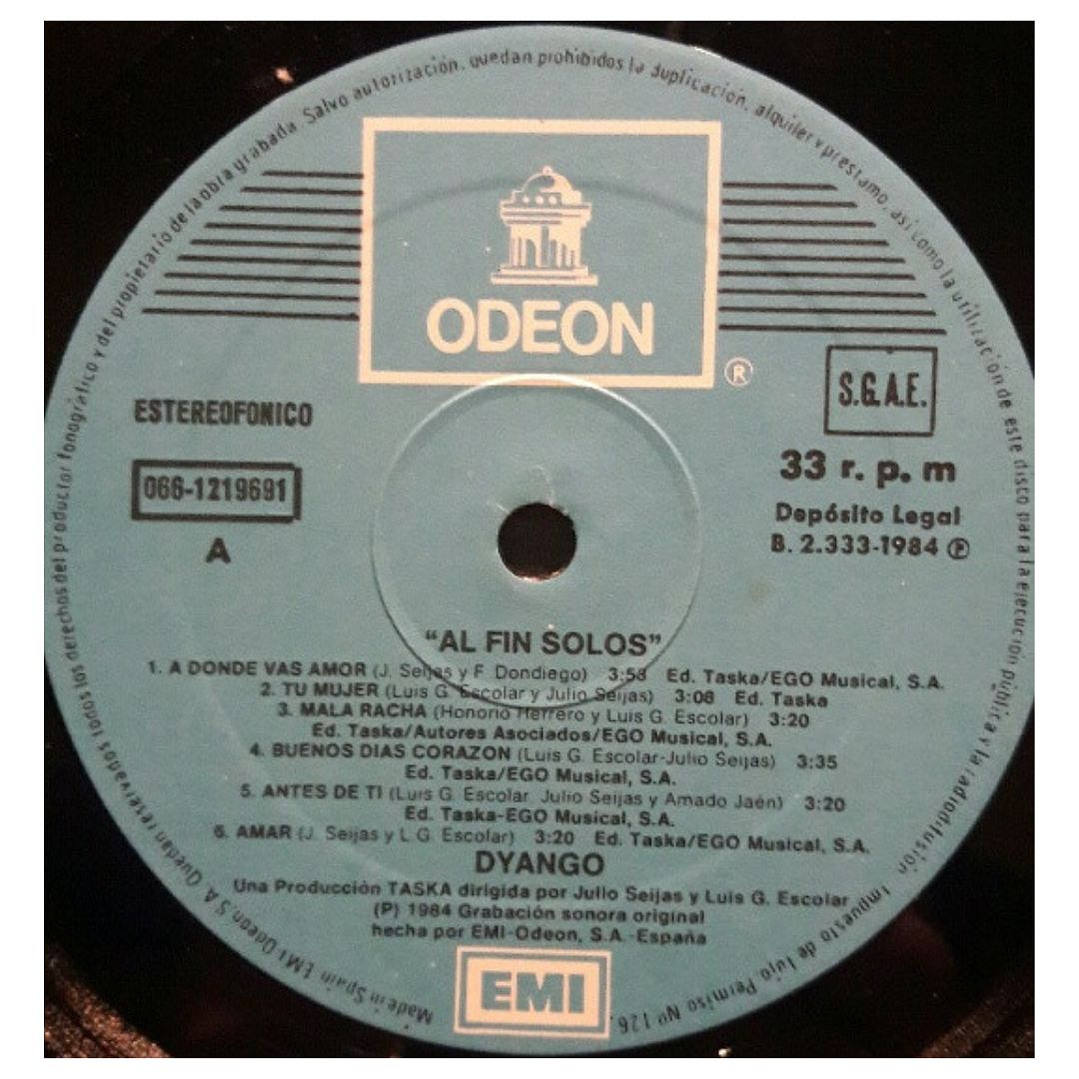 Quedan reservados todos los derechos del productor fonográfico y del propietario de la obra grabada. Salvo autorización, quedan prohibidos la duplicación, alquiler y prestamo, así como la utilización de este disco para la ejecución pública y la radiodifusión. Impuesto de lujo. Permiso Nº 126.
ODEON
®
ESTEREOFONICO
S.G.A.E.
066-1219691
33 r. p. m
A
Depósito Legal
B. 2.333-1984 ℗
“AL FIN SOLOS”
1. A DONDE VAS AMOR (J. Seijas y F. Dondiego) 3:53 Ed. Taska/EGO Musical, S.A.
2. TU MUJER (Luis G. Escolar y Julio Seijas) 3:08 Ed. Taska
3. MALA RACHA (Honorio Herrero y Luis G. Escolar) 3:20
Ed. Taska/Autores Asociados/EGO Musical, S.A.
4. BUENOS DIAS CORAZON (Luis G. Escolar-Julio Seijas) 3:35
Ed. Taska/EGO Musical, S.A.
5. ANTES DE TI (Luis G. Escolar, Julio Seijas y Amado Jaén) 3:20
Ed. Taska-EGO Musical, S.A.
6. AMAR (J. Seijas y L.G. Escolar) 3:20 Ed. Taska/EGO Musical, S.A.
DYANGO
Una Producción TASKA dirigida por Julio Seijas y Luis G. Escolar
(P) 1984 Grabación sonora original
hecha por EMI-Odeon, S.A.-España
EMI
Made in Spain. EMI Odeon, S.A.